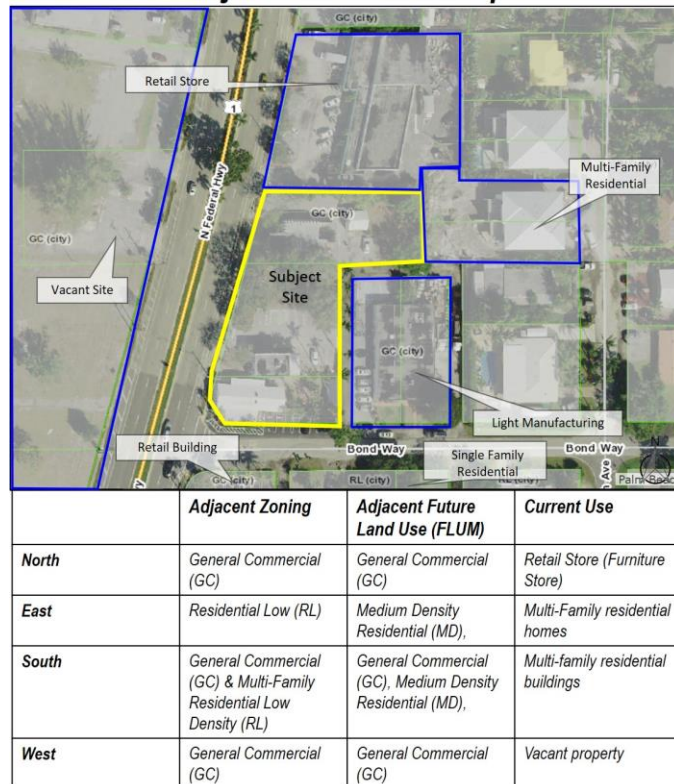 GC (city)
Retail Store
1
Multi-Family
Residential
N Federal Hwy
GC (city)
GC (city)
Subject
Site
Vacant Site
GC (city)
Light Manufacturing
Retail Building
Bond Way
Bond Way
Single Family
Residential
N
GC (city)
RL (city)
RL (city)
Palm Beac
Adjacent Zoning
Adjacent Future
Land Use (FLUM)
Current Use
North
General Commercial
(GC)
General Commercial
(GC)
Retail Store (Furniture
Store)
East
Residential Low (RL)
Medium Density
Residential (MD),
Multi-Family residential
homes
South
General Commercial
(GC) & Multi-Family
Residential Low
Density (RL)
General Commercial
(GC), Medium Density
Residential (MD),
Multi-family residential
buildings
West
General Commercial
(GC)
General Commercial
(GC)
Vacant property